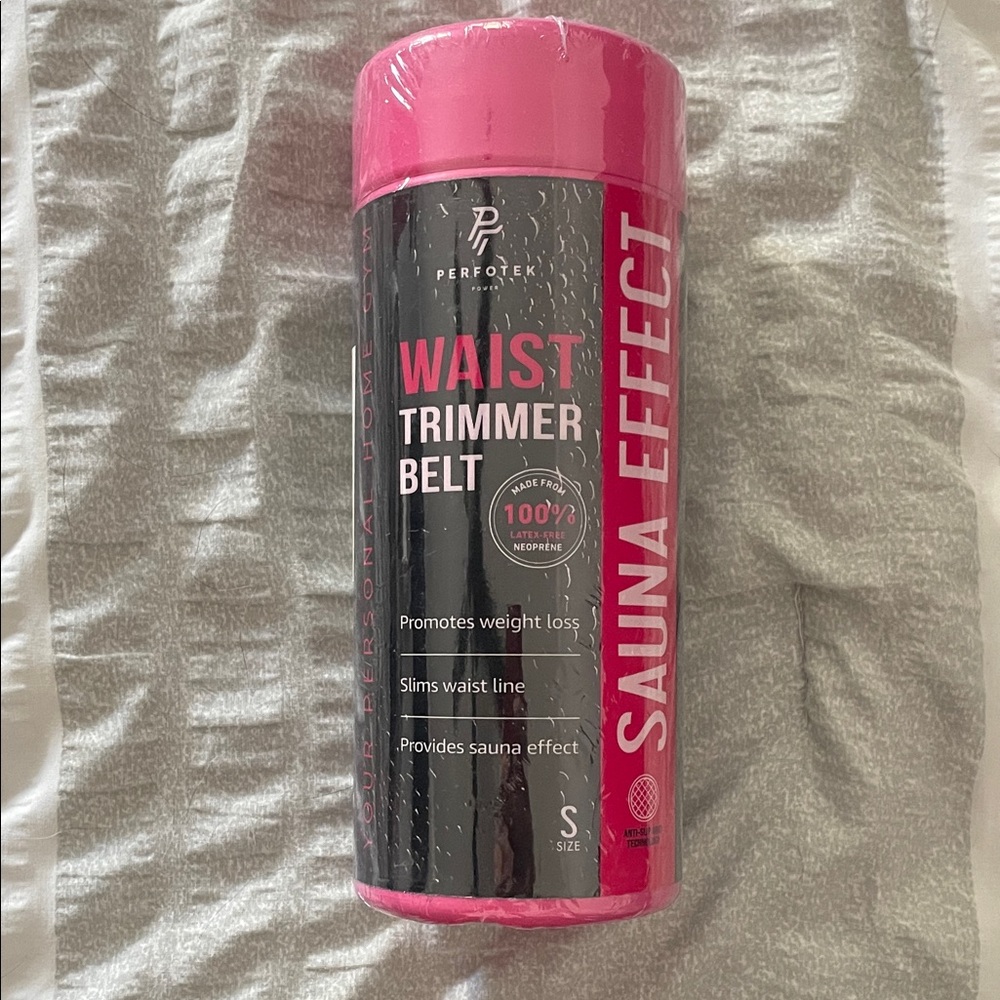 PERFOTEK
POWER
WAIST
TRIMMER
BELT
MADE FROM
100%
LATEX-FREE
NEOPRENE
Promotes weight loss
Slims waist line
Provides sauna effect
S
SIZE
YOUR PERSONAL HOME GYM
SAUNA EFFECT
TECHNOLOGY